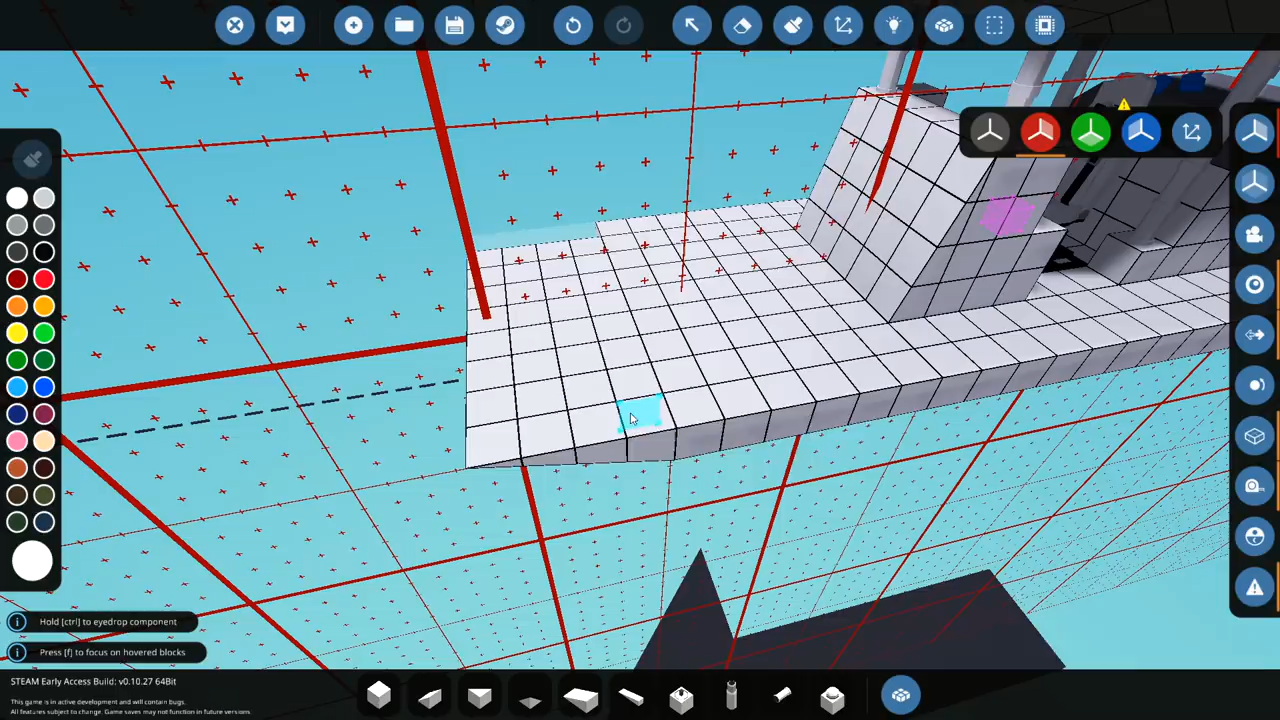 Hold [ctrl] to eyedrop component
Press [f] to focus on hovered blocks
STEAM Early Access Build: v0.10.27 64Bit
This game is in active development and will contain bugs.
All features subject to change. Game saves may not function in future versions.